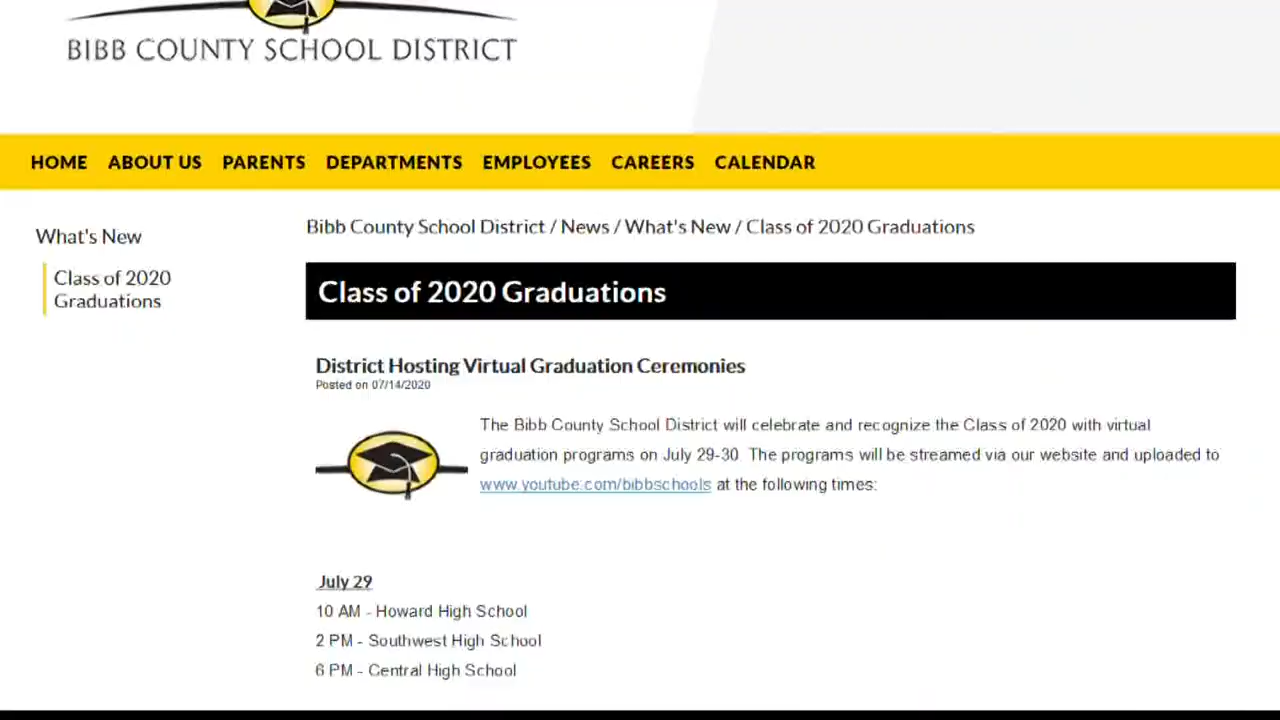 BIBB COUNTY SCHOOL DISTRICT
HOME ABOUT US PARENTS DEPARTMENTS EMPLOYEES CAREERS CALENDAR
What's New
Class of 2020
Graduations
Bibb County School District / News / What's New / Class of 2020 Graduations
Class of 2020 Graduations
District Hosting Virtual Graduation Ceremonies
Posted on 07/14/2020
The Bibb County School District will celebrate and recognize the Class of 2020 with virtual
graduation programs on July 29-30 The programs will be streamed via our website and uploaded to
www.youtube.com/bibbschools at the following times:
July 29
10 AM - Howard High School
2 PM - Southwest High School
6 PM - Central High School